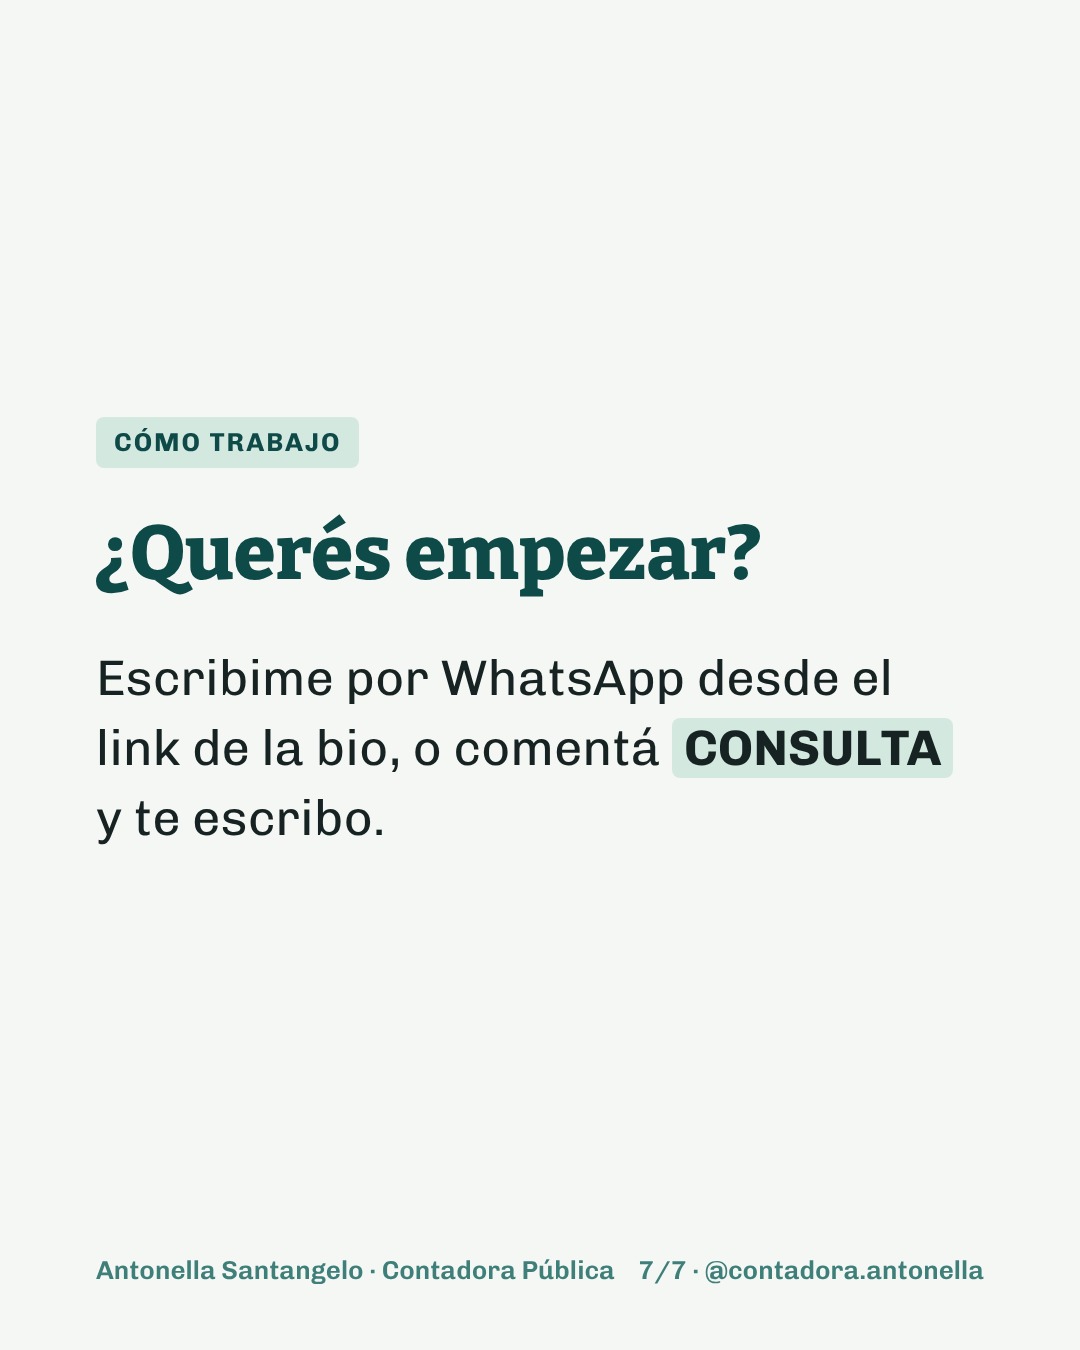 CÓMO TRABAJO
¿Querés empezar?
Escribime por WhatsApp desde el
link de la bio, o comentá CONSULTA
y te escribo.
Antonella Santangelo · Contadora Pública 7/7 · @contadora.antonella